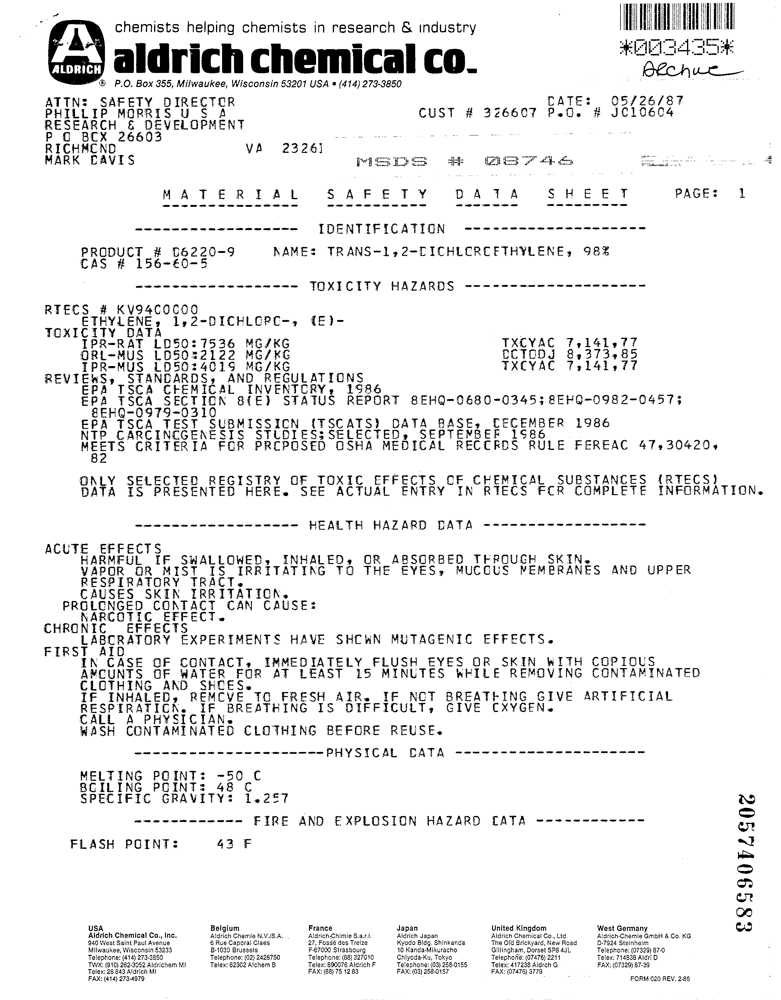 chemists helping chemists in research & industry
aldrich chemical co.
ALDRICH
®
P.O. Box 355, Milwaukee, Wisconsin 53201 USA • (414) 273-3850
*003435*
ATTN: SAFETY DIRECTOR
PHILLIP MORRIS U S A
RESEARCH & DEVELOPMENT
P O BOX 26603
RICHMOND VA 23261
MARK DAVIS
DATE: 05/26/87
CUST # 326607 P.O. # JC10604
MSDS # 08746
MATERIAL SAFETY DATA SHEET PAGE: 1
IDENTIFICATION
PRODUCT # D6220-9 NAME: TRANS-1,2-DICHLOROETHYLENE, 98%
CAS # 156-60-5
TOXICITY HAZARDS
RTECS # KV9400000
ETHYLENE, 1,2-DICHLORO-, (E)-
TOXICITY DATA
IPR-RAT LD50:7536 MG/KG TXCYAC 7,141,77
ORL-MUS LD50:2122 MG/KG DCTODJ 8,373,85
IPR-MUS LD50:4019 MG/KG TXCYAC 7,141,77
REVIEWS, STANDARDS, AND REGULATIONS
EPA TSCA CHEMICAL INVENTORY, 1986
EPA TSCA SECTION 8(E) STATUS REPORT 8EHQ-0680-0345;8EHQ-0982-0457;
8EHQ-0979-0310
EPA TSCA TEST SUBMISSION (TSCATS) DATA BASE, DECEMBER 1986
NTP CARCINOGENESIS STUDIES;SELECTED, SEPTEMBER 1986
MEETS CRITERIA FOR PROPOSED OSHA MEDICAL RECORDS RULE FEREAC 47,30420,
82
ONLY SELECTED REGISTRY OF TOXIC EFFECTS OF CHEMICAL SUBSTANCES (RTECS)
DATA IS PRESENTED HERE. SEE ACTUAL ENTRY IN RTECS FOR COMPLETE INFORMATION.
HEALTH HAZARD DATA
ACUTE EFFECTS
HARMFUL IF SWALLOWED, INHALED, OR ABSORBED THROUGH SKIN.
VAPOR OR MIST IS IRRITATING TO THE EYES, MUCOUS MEMBRANES AND UPPER
RESPIRATORY TRACT.
CAUSES SKIN IRRITATION.
PROLONGED CONTACT CAN CAUSE:
NARCOTIC EFFECT.
CHRONIC EFFECTS
LABORATORY EXPERIMENTS HAVE SHOWN MUTAGENIC EFFECTS.
FIRST AID
IN CASE OF CONTACT, IMMEDIATELY FLUSH EYES OR SKIN WITH COPIOUS
AMOUNTS OF WATER FOR AT LEAST 15 MINUTES WHILE REMOVING CONTAMINATED
CLOTHING AND SHOES.
IF INHALED, REMOVE TO FRESH AIR. IF NOT BREATHING GIVE ARTIFICIAL
RESPIRATION. IF BREATHING IS DIFFICULT, GIVE OXYGEN.
CALL A PHYSICIAN.
WASH CONTAMINATED CLOTHING BEFORE REUSE.
PHYSICAL DATA
MELTING POINT: -50 C
BOILING POINT: 48 C
SPECIFIC GRAVITY: 1.257
FIRE AND EXPLOSION HAZARD DATA
FLASH POINT: 43 F
2057406583
USA
Aldrich Chemical Co., Inc.
940 West Saint Paul Avenue
Milwaukee, Wisconsin 53233
Telephone: (414) 273-3850
TWX: (910) 262-3052 Aldrichem MI
Telex: 26 843 Aldrich MI
FAX: (414) 273-4979
Belgium
Aldrich Chemie N.V./S.A.
6 Rue Caporal Claes
B-1030 Brussels
Telephone: (02) 2428750
Telex: 62302 Alchem B
France
Aldrich-Chimie S.a.r.l.
27, Fossé des Treize
F-67000 Strasbourg
Telephone: (88) 327010
Telex: 890076 Aldrich F
FAX: (88) 75 12 83
Japan
Aldrich Japan
Kyodo Bldg. Shinkanda
10 Kanda-Mikuracho
Chiyoda-Ku, Tokyo
Telephone: (03) 258-0155
FAX: (03) 258-0157
United Kingdom
Aldrich Chemical Co., Ltd.
The Old Brickyard, New Road
Gillingham, Dorset SP8 4JL
Telephone: (07476) 2211
Telex: 417238 Aldrch G
FAX: (07476) 3779
West Germany
Aldrich-Chemie GmbH & Co. KG
D-7924 Steinheim
Telephone: (07329) 87-0
Telex: 714838 Aldri D
FAX: (07329) 87-39
FORM 020 REV. 2-86